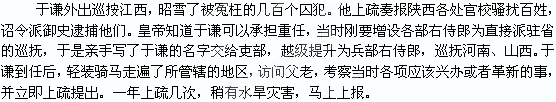 于谦外出巡按江西，昭雪了被冤枉的几百个囚犯。他上疏奏报陕西各处官校骚扰百姓，
诏令派御史逮捕他们。皇帝知道于谦可以承担重任，当时刚要增设各部右侍郎为直接派驻省
的巡抚，于是亲手写了于谦的名字交给吏部，越级提升为兵部右侍郎，巡抚河南、山西。于
谦到任后，轻装骑马走遍了所管辖的地区，访问父老，考察当时各项应该兴办或者革新的事，
并立即上疏提出。一年上疏几次，稍有水旱灾害，马上上报。